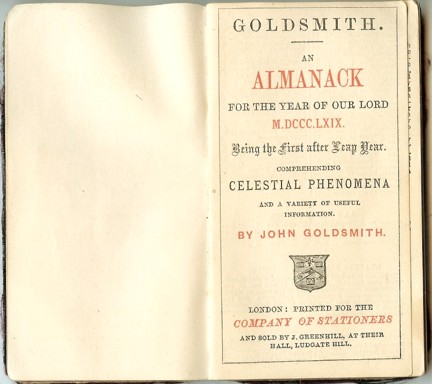 GOLDSMITH.
AN
ALMANACK
FOR THE YEAR OF OUR LORD
M.DCCC.LXIX.
Being the First after Leap Year.
COMPREHENDING
CELESTIAL PHENOMENA
AND A VARIETY OF USEFUL
INFORMATION.
BY JOHN GOLDSMITH.
LONDON: PRINTED FOR THE
COMPANY OF STATIONERS
AND SOLD BY J. GREENHILL, AT THEIR
HALL, LUDGATE HILL.